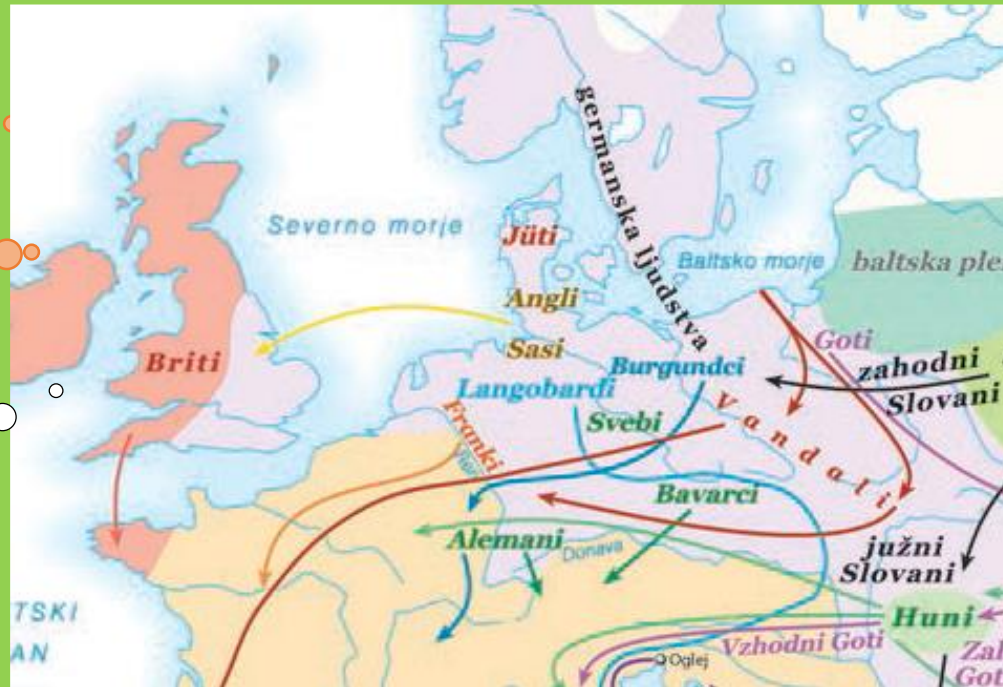 germanska ljudstva
Severno morje
Jüti
Baltsko morje
baltska ple
Angli
Sasi
Goti
zahodni
Slovani
Briti
Burgundci
Langobardi
Vandali
Franki
Svebi
Bavarci
Alemani
Donava
južni
Slovani
TSKI
AN
Huni
Vzhodni Goti
Oglej
Zah
Got